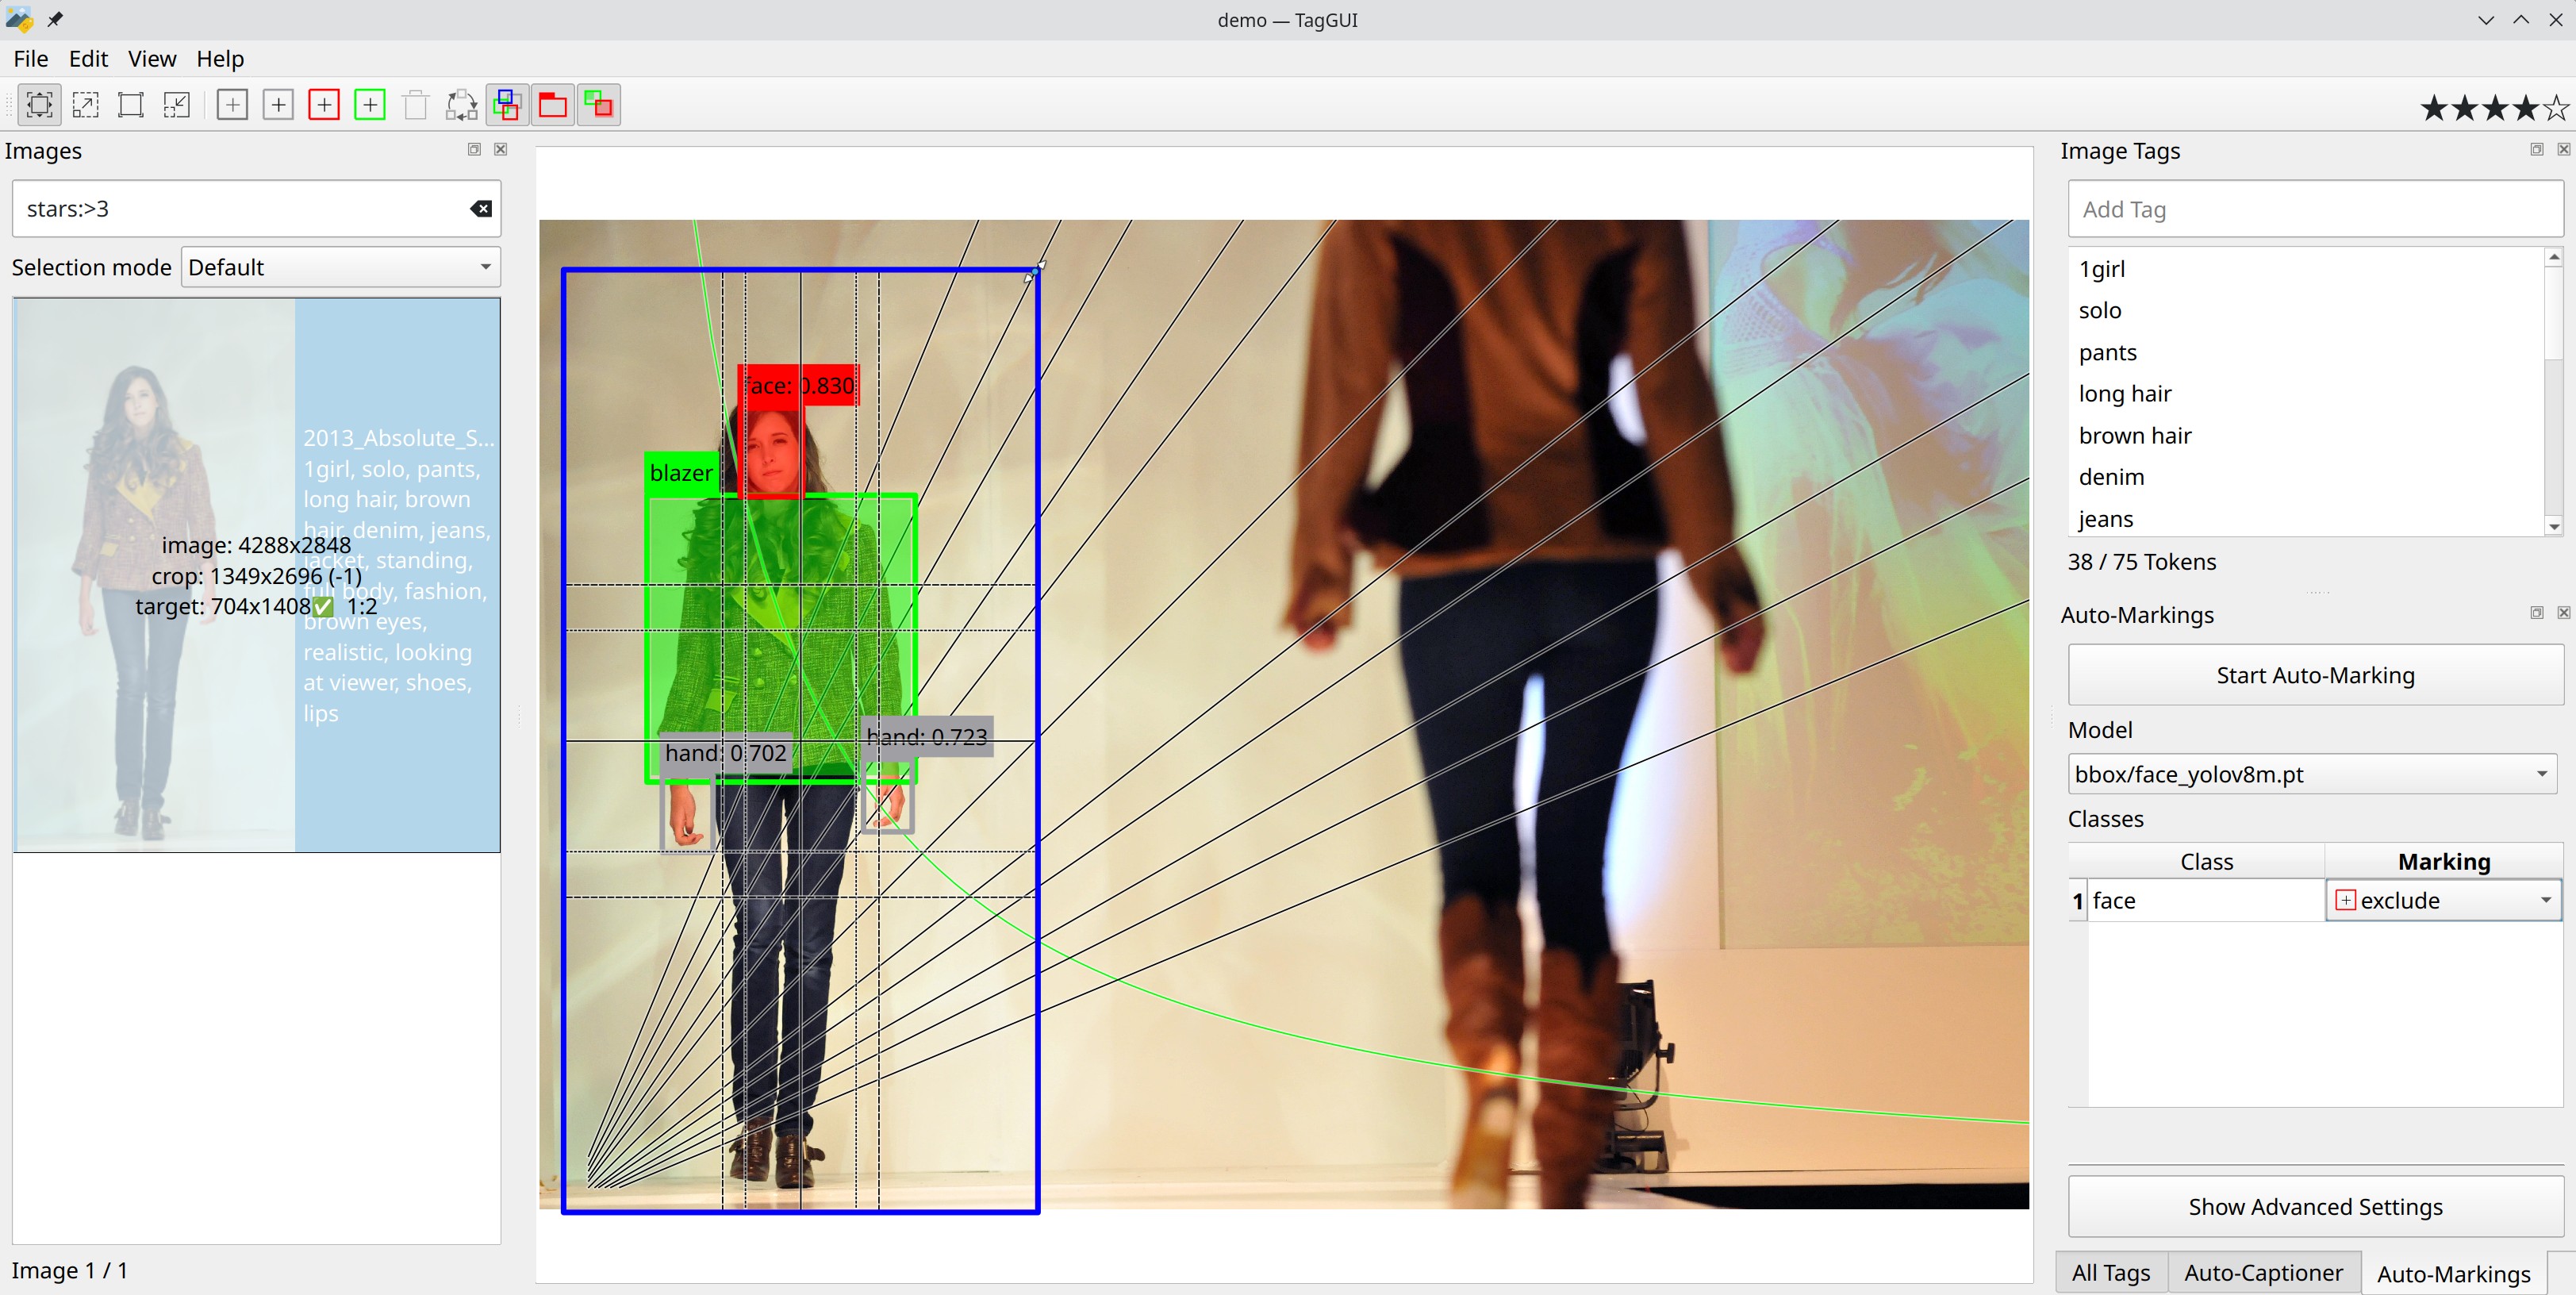 demo — TagGUI
File Edit View Help
★★★★☆
Images
stars:>3
Selection mode Default
2013_Absolute_S...
1girl, solo, pants,
long hair, brown
hair, denim, jeans,
jacket, standing,
full body, fashion,
brown eyes,
realistic, looking
at viewer, shoes,
lips
image: 4288x2848
crop: 1349x2696 (-1)
target: 704x1408✅ 1:2
Image 1 / 1
face: 0.830
blazer
hand: 0.723
hand: 0.702
Image Tags
Add Tag
1girl
solo
pants
long hair
brown hair
denim
jeans
38 / 75 Tokens
Auto-Markings
Start Auto-Marking
Model
bbox/face_yolov8m.pt
Classes
Class Marking
1 face exclude
Show Advanced Settings
All Tags Auto-Captioner Auto-Markings